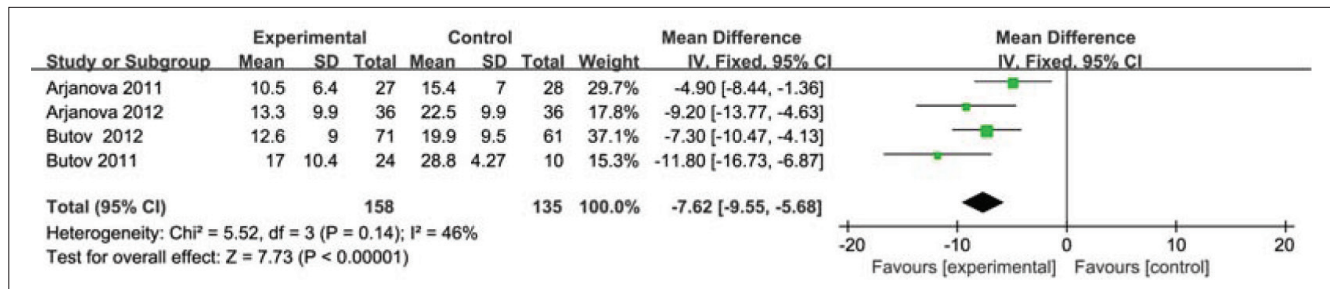 Experimental Control Mean Difference Mean Difference
Study or Subgroup Mean SD Total Mean SD Total Weight IV, Fixed, 95% CI IV, Fixed, 95% CI
Arjanova 2011 10.5 6.4 27 15.4 7 28 29.7% -4.90 [-8.44, -1.36]
Arjanova 2012 13.3 9.9 36 22.5 9.9 36 17.8% -9.20 [-13.77, -4.63]
Butov 2012 12.6 9 71 19.9 9.5 61 37.1% -7.30 [-10.47, -4.13]
Butov 2011 17 10.4 24 28.8 4.27 10 15.3% -11.80 [-16.73, -6.87]
Total (95% CI) 158 135 100.0% -7.62 [-9.55, -5.68]
Heterogeneity: Chi² = 5.52, df = 3 (P = 0.14); I² = 46%
Test for overall effect: Z = 7.73 (P < 0.00001)
-20 -10 0 10 20
Favours [experimental] Favours [control]